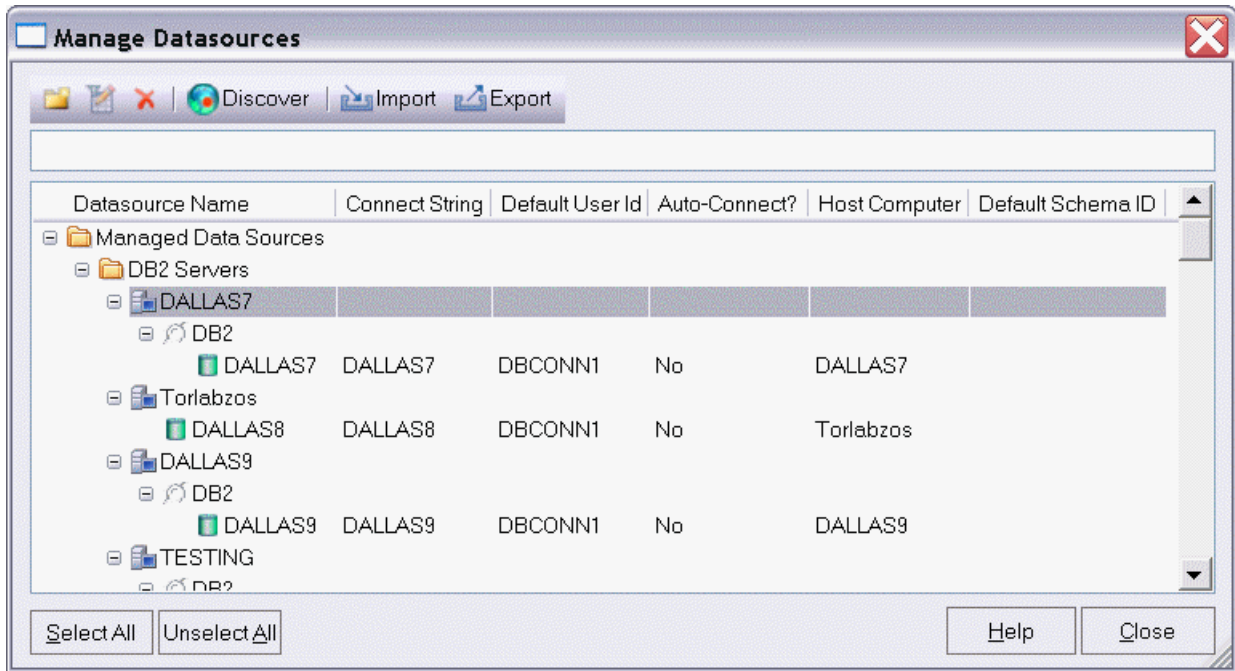 Manage Datasources
Discover Import Export
Datasource Name Connect String Default User Id Auto-Connect? Host Computer Default Schema ID
Managed Data Sources
DB2 Servers
DALLAS7
DB2
DALLAS7 DALLAS7 DBCONN1 No DALLAS7
Torlabzos
DALLAS8 DALLAS8 DBCONN1 No Torlabzos
DALLAS9
DB2
DALLAS9 DALLAS9 DBCONN1 No DALLAS9
TESTING
DB2
Select All Unselect All Help Close